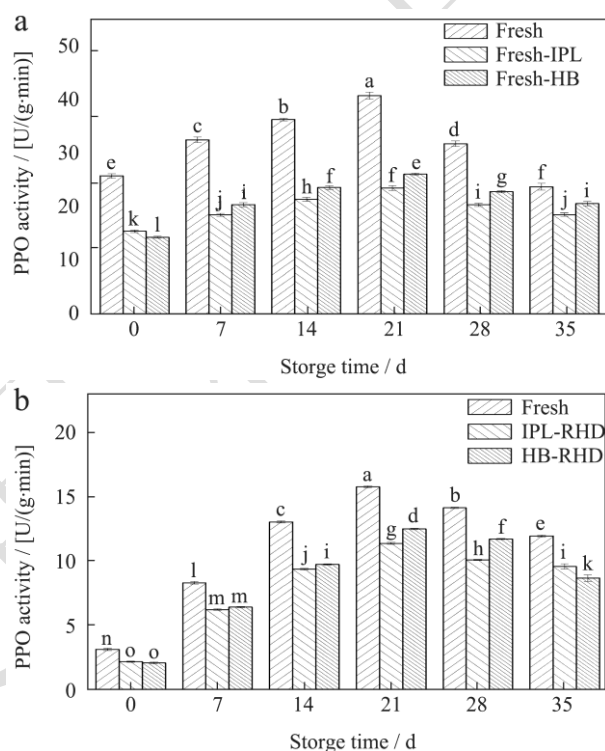 a
50
40
30
20
10
0
PPO activity / [U/(g·min)]
Fresh
Fresh-IPL
Fresh-HB
e k l
c j i
b h f
a f e
d i g
f j i
0 7 14 21 28 35
Storge time / d
b
20
15
10
5
0
PPO activity / [U/(g·min)]
Fresh
IPL-RHD
HB-RHD
n o o
l m m
c j i
a g d
b h f
e i k
0 7 14 21 28 35
Storge time / d